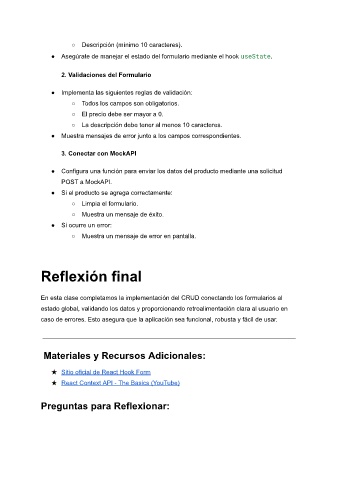 ○ Descripción (mínimo 10 caracteres).
● Asegúrate de manejar el estado del formulario mediante el hook useState.
2. Validaciones del Formulario
● Implementa las siguientes reglas de validación:
○ Todos los campos son obligatorios.
○ El precio debe ser mayor a 0.
○ La descripción debe tener al menos 10 caracteres.
● Muestra mensajes de error junto a los campos correspondientes.
3. Conectar con MockAPI
● Configura una función para enviar los datos del producto mediante una solicitud
POST a MockAPI.
● Si el producto se agrega correctamente:
○ Limpia el formulario.
○ Muestra un mensaje de éxito.
● Si ocurre un error:
○ Muestra un mensaje de error en pantalla.
Reflexión final
En esta clase completamos la implementación del CRUD conectando los formularios al
estado global, validando los datos y proporcionando retroalimentación clara al usuario en
caso de errores. Esto asegura que la aplicación sea funcional, robusta y fácil de usar.
Materiales y Recursos Adicionales:
★ Sitio oficial de React Hook Form
★ React Context API - The Basics (YouTube)
Preguntas para Reflexionar: